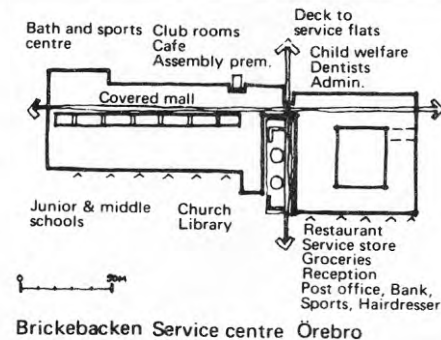 Bath and sports
centre
Club rooms
Cafe
Assembly prem.
Deck to
service flats
Child welfare
Dentists
Admin.
Covered mall
Junior & middle
schools
Church
Library
Restaurant
Service store
Groceries
Reception
Post office, Bank,
Sports, Hairdresser
0 50M
Brickebacken Service centre Örebro